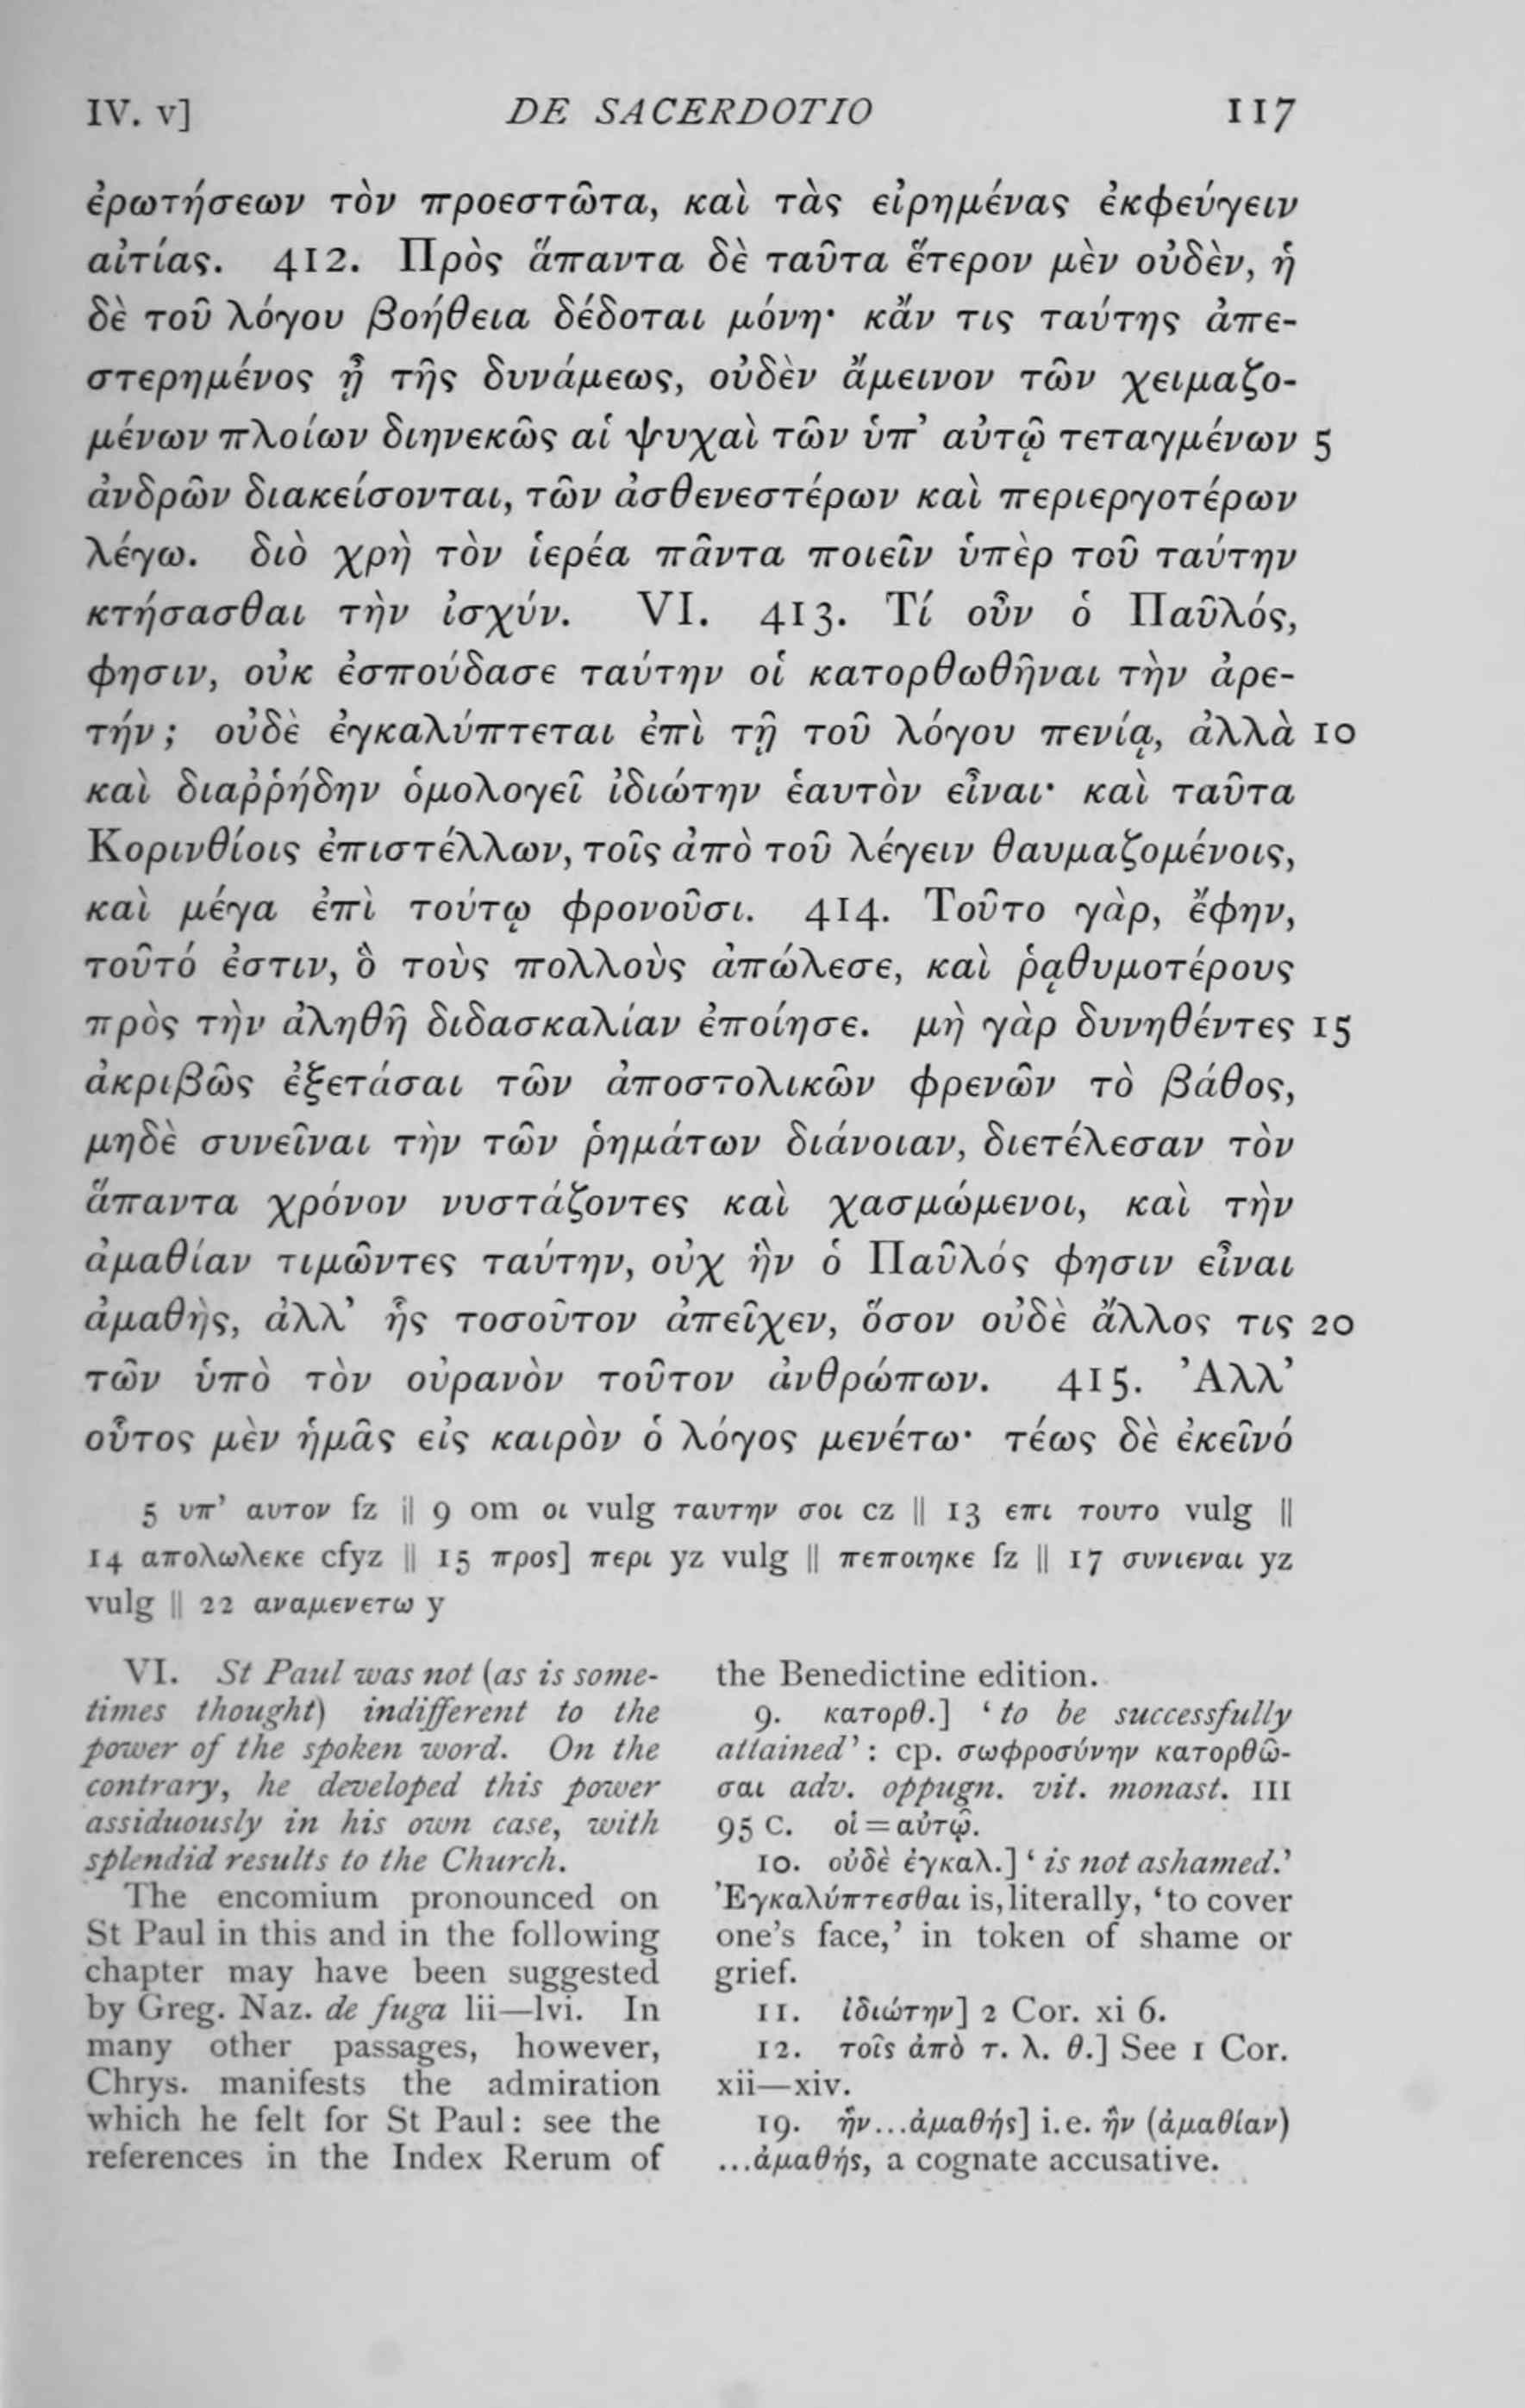 IV. v] DE SACERDOTIO 117
ἐρωτήσεων τὸν προεστῶτα, καὶ τὰς εἰρημένας ἐκφεύγειν
αἰτίας. 412. Πρὸς ἅπαντα δὲ ταῦτα ἕτερον μὲν οὐδὲν, ἡ
δὲ τοῦ λόγου βοήθεια δέδοται μόνη· κἄν τις ταύτης ἀπε-
στερημένος ᾖ τῆς δυνάμεως, οὐδὲν ἄμεινον τῶν χειμαζο-
μένων πλοίων διηνεκῶς αἱ ψυχαὶ τῶν ὑπ’ αὐτῷ τεταγμένων 5
ἀνδρῶν διακείσονται, τῶν ἀσθενεστέρων καὶ περιεργοτέρων
λέγω. διὸ χρὴ τὸν ἱερέα πάντα ποιεῖν ὑπὲρ τοῦ ταύτην
κτήσασθαι τὴν ἰσχύν. VI. 413. Τί οὖν ὁ Παῦλός,
φησιν, οὐκ ἐσπούδασε ταύτην οἱ κατορθωθῆναι τὴν ἀρε-
τήν; οὐδὲ ἐγκαλύπτεται ἐπὶ τῇ τοῦ λόγου πενίᾳ, ἀλλὰ 10
καὶ διαῤῥήδην ὁμολογεῖ ἰδιώτην ἑαυτὸν εἶναι· καὶ ταῦτα
Κορινθίοις ἐπιστέλλων, τοῖς ἀπὸ τοῦ λέγειν θαυμαζομένοις,
καὶ μέγα ἐπὶ τούτῳ φρονοῦσι. 414. Τοῦτο γὰρ, ἔφην,
τοῦτό ἐστιν, ὃ τοὺς πολλοὺς ἀπώλεσε, καὶ ῥᾳθυμοτέρους
πρὸς τὴν ἀληθῆ διδασκαλίαν ἐποίησε. μὴ γὰρ δυνηθέντες 15
ἀκριβῶς ἐξετάσαι τῶν ἀποστολικῶν φρενῶν τὸ βάθος,
μηδὲ συνεῖναι τὴν τῶν ῥημάτων διάνοιαν, διετέλεσαν τὸν
ἅπαντα χρόνον νυστάζοντες καὶ χασμώμενοι, καὶ τὴν
ἀμαθίαν τιμῶντες ταύτην, οὐχ ἣν ὁ Παῦλός φησιν εἶναι
ἀμαθὴς, ἀλλ’ ἧς τοσοῦτον ἀπεῖχεν, ὅσον οὐδὲ ἄλλος τις 20
τῶν ὑπὸ τὸν οὐρανὸν τοῦτον ἀνθρώπων. 415. Ἀλλ’
οὗτος μὲν ἡμᾶς εἰς καιρὸν ὁ λόγος μενέτω· τέως δὲ ἐκεῖνό
5 υπ’ αυτον fz || 9 om οι vulg ταυτην σοι cz || 13 επι τουτο vulg ||
14 απολωλεκε cfyz || 15 προς] περι yz vulg || πεποιηκε fz || 17 συνιεναι yz
vulg || 22 αναμενετω y
VI. St Paul was not (as is some-
times thought) indifferent to the
power of the spoken word. On the
contrary, he developed this power
assiduously in his own case, with
splendid results to the Church.
The encomium pronounced on
St Paul in this and in the following
chapter may have been suggested
by Greg. Naz. de fuga lii—lvi. In
many other passages, however,
Chrys. manifests the admiration
which he felt for St Paul: see the
references in the Index Rerum of
the Benedictine edition.
9. κατορθ.] ‘to be successfully
attained’: cp. σωφροσύνην κατορθῶ-
σαι adv. oppugn. vit. monast. III
95 C. οἱ = αὐτῷ.
10. οὐδὲ ἐγκαλ.] ‘is not ashamed.’
Ἐγκαλύπτεσθαι is, literally, ‘to cover
one’s face,’ in token of shame or
grief.
11. ἰδιώτην] 2 Cor. xi 6.
12. τοῖς ἀπὸ τ. λ. θ.] See 1 Cor.
xii—xiv.
19. ἣν...ἀμαθής] i.e. ἣν (ἀμαθίαν)
...ἀμαθής, a cognate accusative.